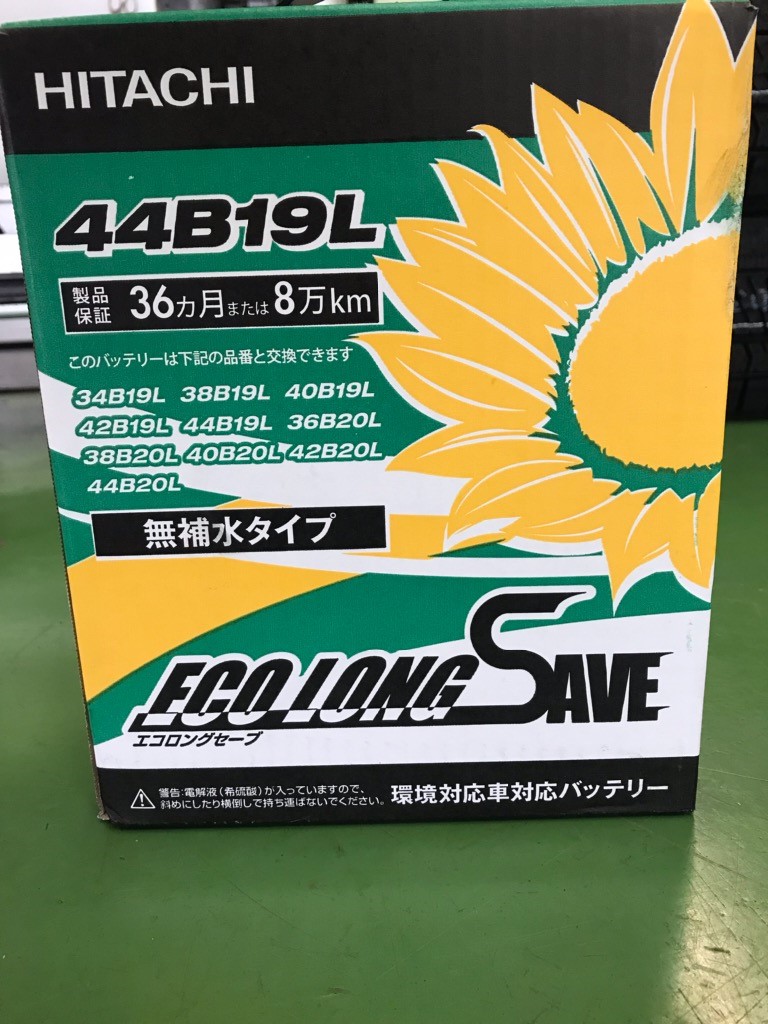 HITACHI
44B19L
製品保証 36カ月または8万km
このバッテリーは下記の品番と交換できます
34B19L 38B19L 40B19L
42B19L 44B19L 36B20L
38B20L 40B20L 42B20L
44B20L
無補水タイプ
ECO LONG SAVE
エコロングセーブ
警告:電解液(希硫酸)が入っていますので、
斜めにしたり横倒しで持ち運ばないでください。
環境対応車対応バッテリー